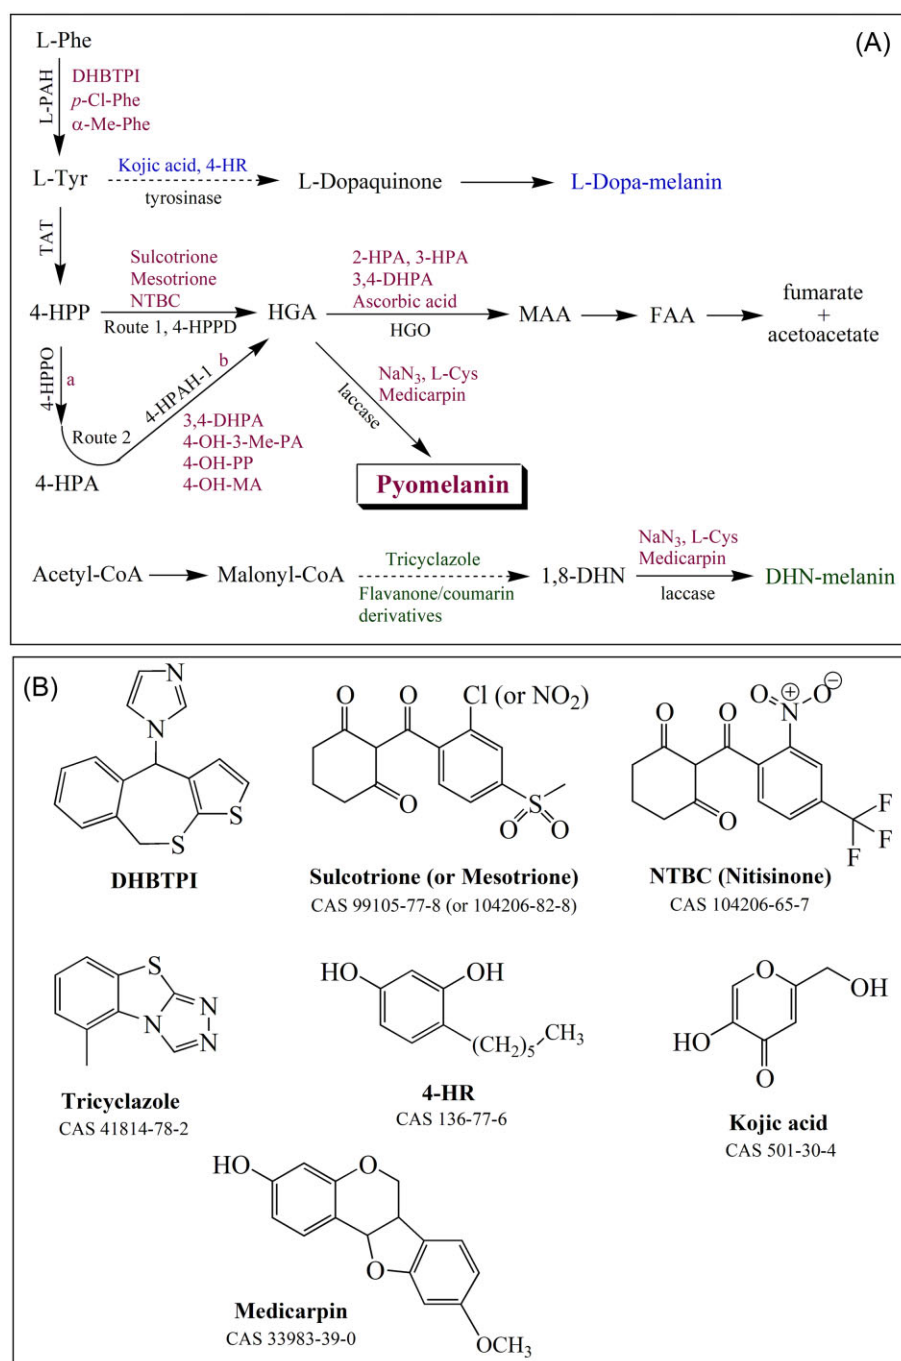 (A)
L-Phe
L-PAH
DHBTPI
p-Cl-Phe
α-Me-Phe
L-Tyr
Kojic acid, 4-HR
tyrosinase
L-Dopaquinone
L-Dopa-melanin
TAT
4-HPP
Sulcotrione
Mesotrione
NTBC
Route 1, 4-HPPD
HGA
2-HPA, 3-HPA
3,4-DHPA
Ascorbic acid
HGO
MAA
FAA
fumarate
+
acetoacetate
4-HPPO
a
Route 2
4-HPA
4-HPAH-1
b
3,4-DHPA
4-OH-3-Me-PA
4-OH-PP
4-OH-MA
NaN3, L-Cys
Medicarpin
laccase
Pyomelanin
Acetyl-CoA
Malonyl-CoA
Tricyclazole
Flavanone/coumarin
derivatives
1,8-DHN
NaN3, L-Cys
Medicarpin
laccase
DHN-melanin
(B)
N
N
S
S
DHBTPI
O
O
Cl (or NO2)
O
S
O
O
Sulcotrione (or Mesotrione)
CAS 99105-77-8 (or 104206-82-8)
O
O
O
N
+
O
−
O
F
F
F
NTBC (Nitisinone)
CAS 104206-65-7
S
N
N
N
Tricyclazole
CAS 41814-78-2
HO
OH
(CH2)5
CH3
4-HR
CAS 136-77-6
O
OH
HO
O
Kojic acid
CAS 501-30-4
HO
O
O
OCH3
Medicarpin
CAS 33983-39-0